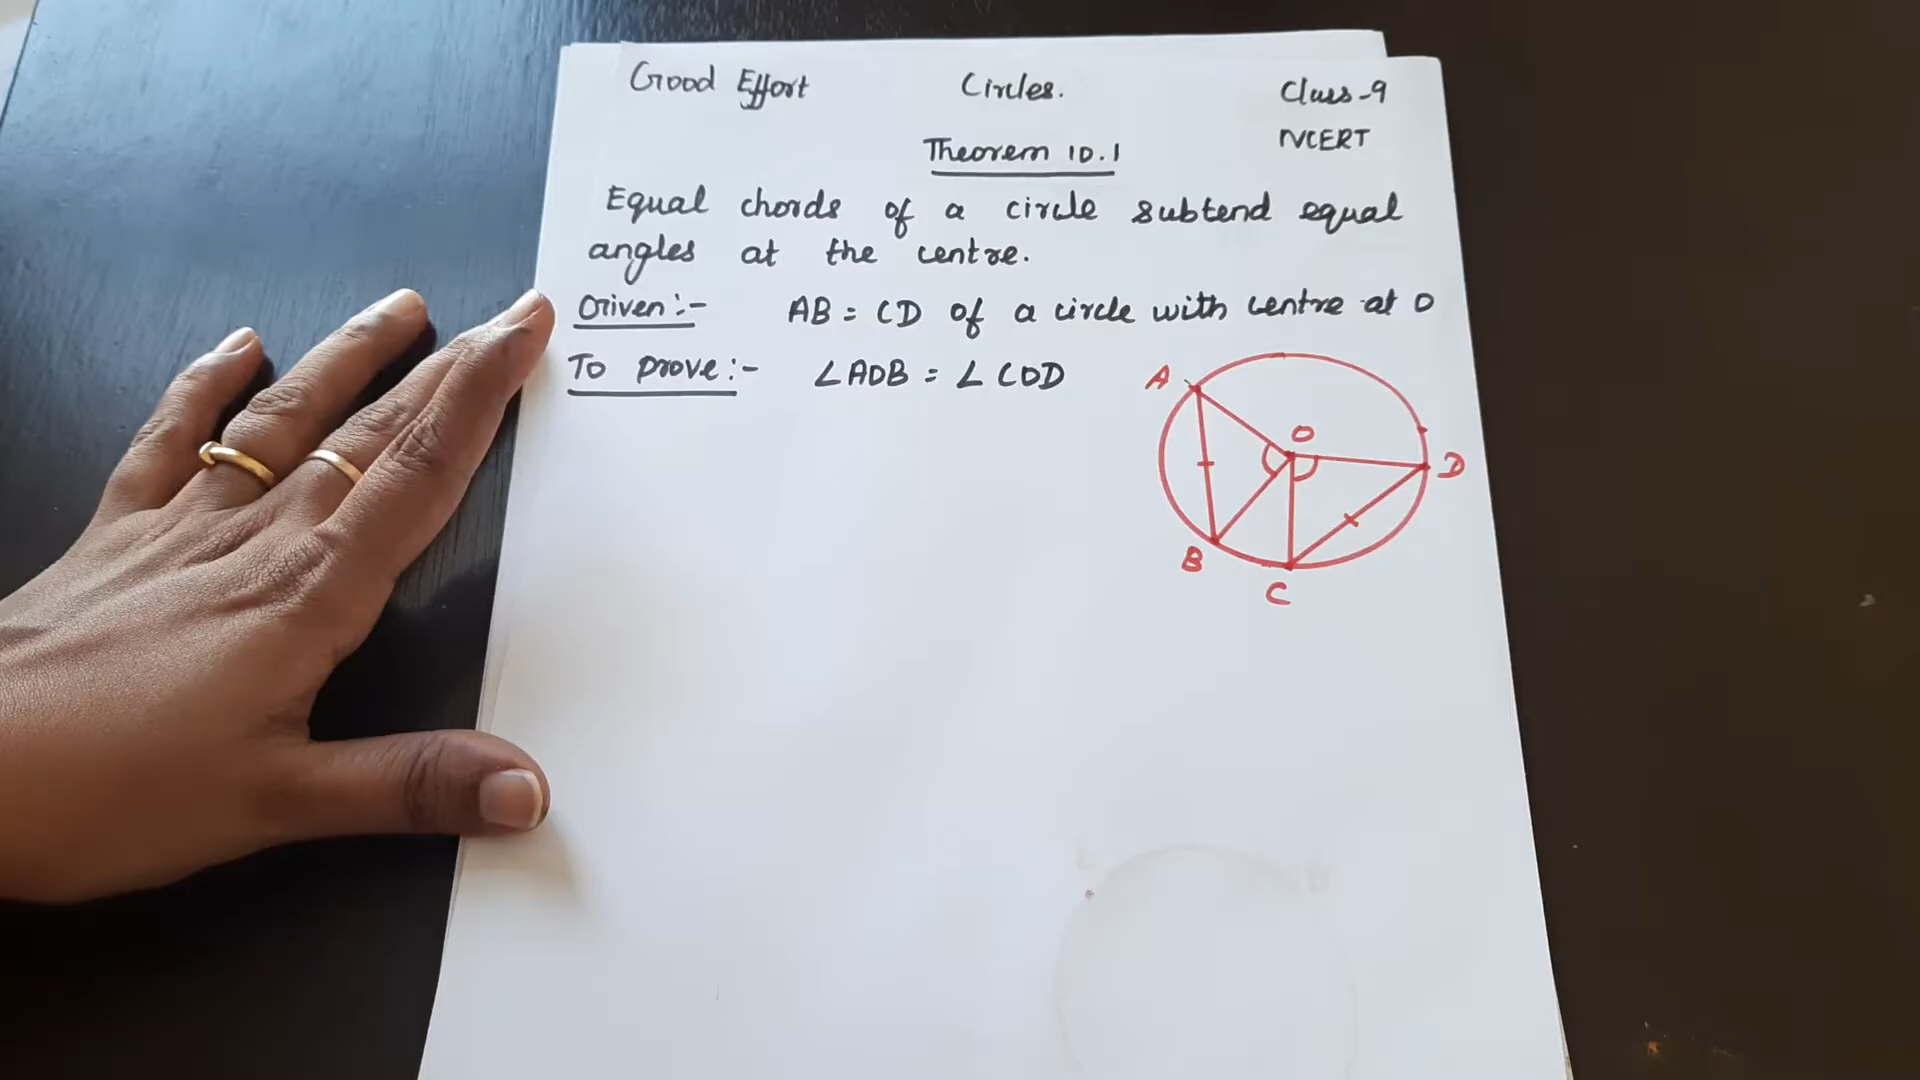 Good Effort Circles. Class-9
NCERT
Theorem 10.1
Equal chords of a circle subtend equal
angles at the centre.
Given:- AB = CD of a circle with centre at O
To prove:- ∠AOB = ∠COD
A
O
D
B
C